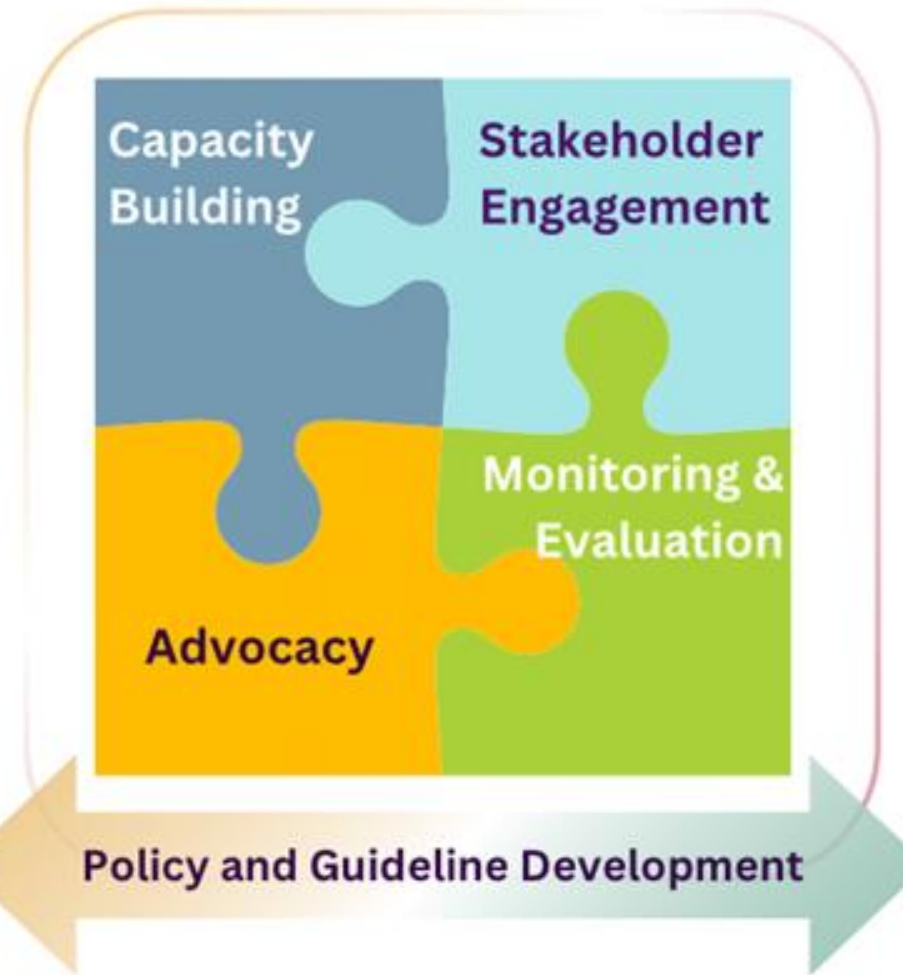 Capacity
Building
Stakeholder
Engagement
Monitoring &
Evaluation
Advocacy
Policy and Guideline Development